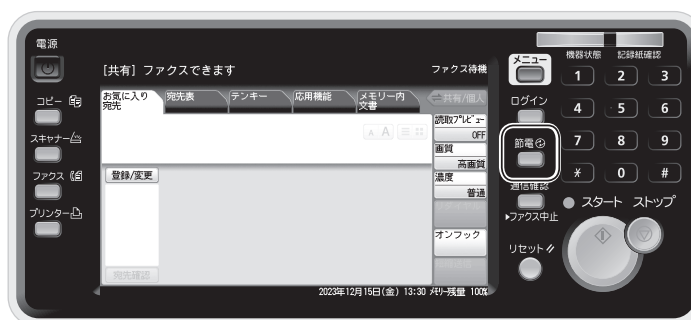 電源
コピー
スキャナー/
ファクス
プリンター
[共有] ファクスできます
ファクス待機
お気に入り
宛先
宛先表
テンキー
応用機能
メモリー内
文書
共有/個人
A A
読取プレビュー
OFF
画質
高画質
濃度
普通
オンフック
登録/変更
宛先確認
2023年12月15日(金) 13:30 メモリー残量 100%
メニュー
ログイン
節電
通信確認
▶ファクス中止
リセット
機器状態
記録紙確認
1 2 3
4 5 6
7 8 9
* 0 #
スタート ストップ